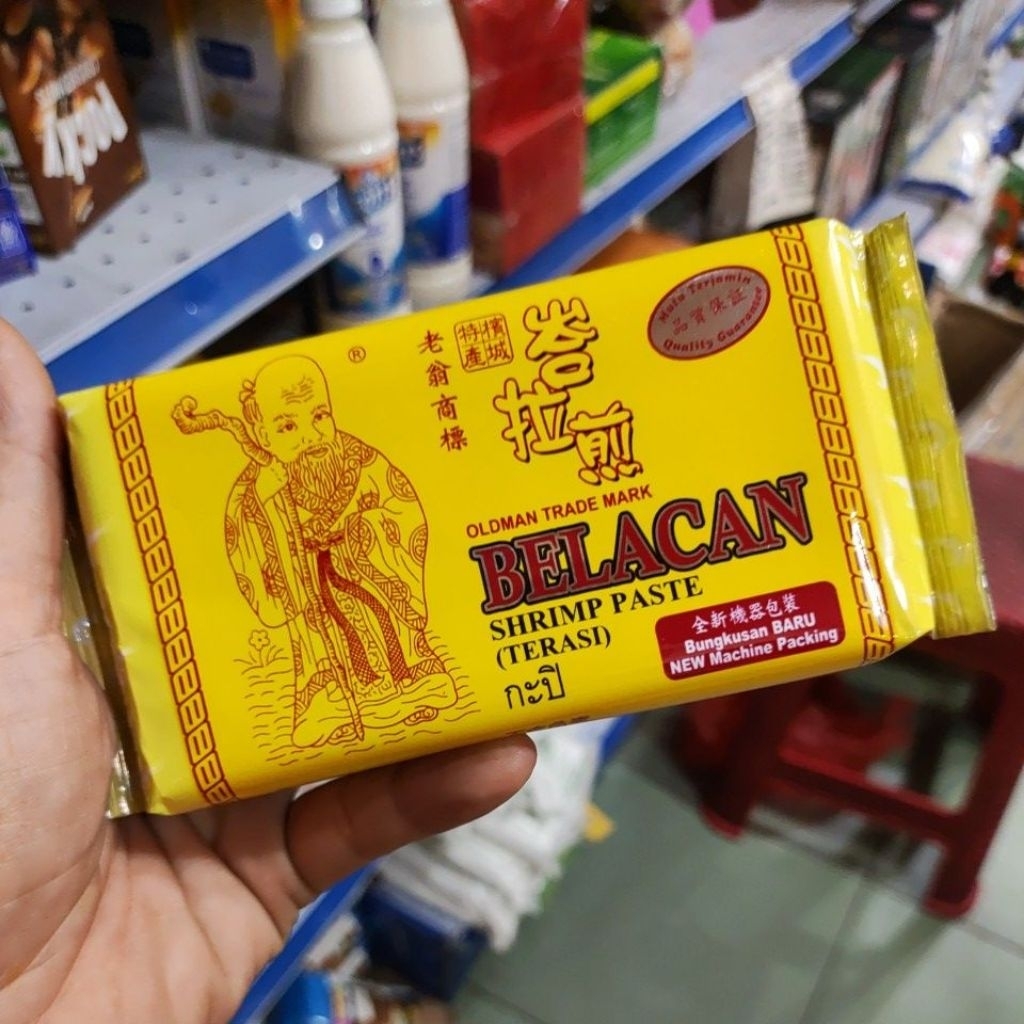 ®
老翁商標
檳城
特產
峇拉煎
Mutu Terjamin
品質保証
Quality Guarantee
OLDMAN TRADE MARK
BELACAN
SHRIMP PASTE
(TERASI)
กะปิ
全新機器包裝
Bungkusan BARU
NEW Machine Packing